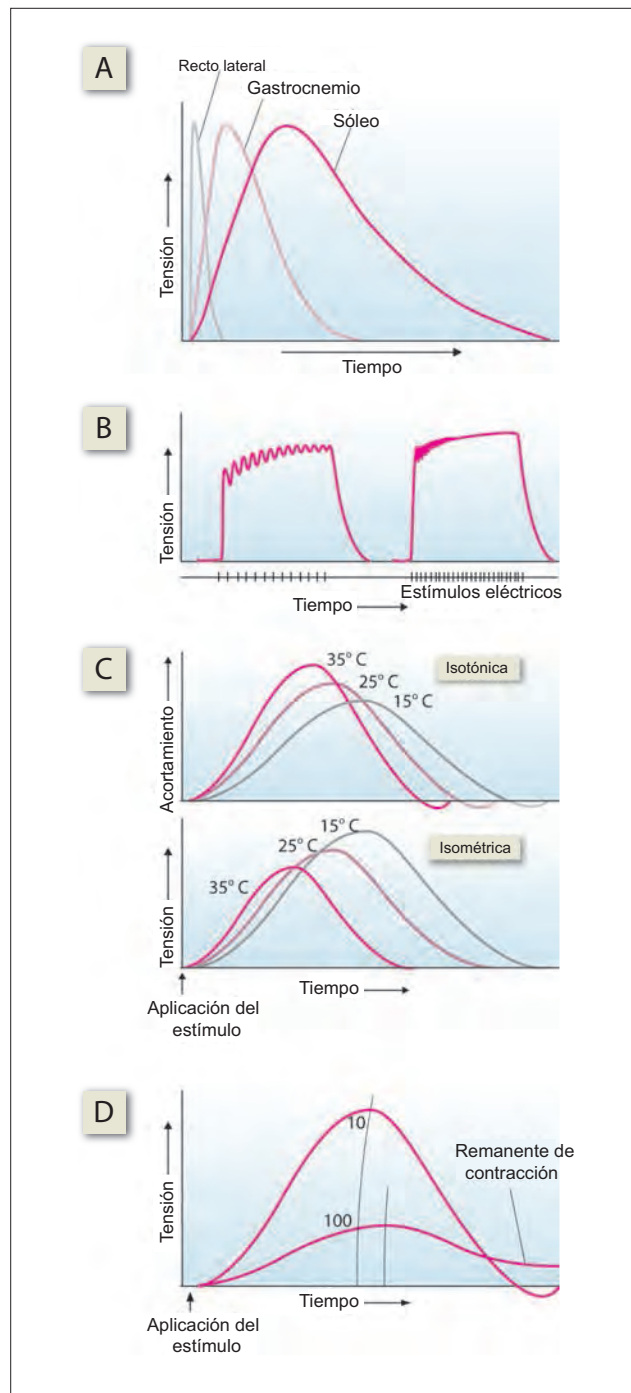 A
Recto lateral
Gastrocnemio
Sóleo
Tensión
Tiempo
B
Tensión
Estímulos eléctricos
Tiempo
C
35° C
25° C
15° C
Isotónica
Acortamiento
15° C
25° C
35° C
Isométrica
Tensión
Tiempo
Aplicación del
estímulo
D
10
Remanente de
contracción
100
Tensión
Tiempo
Aplicación del
estímulo